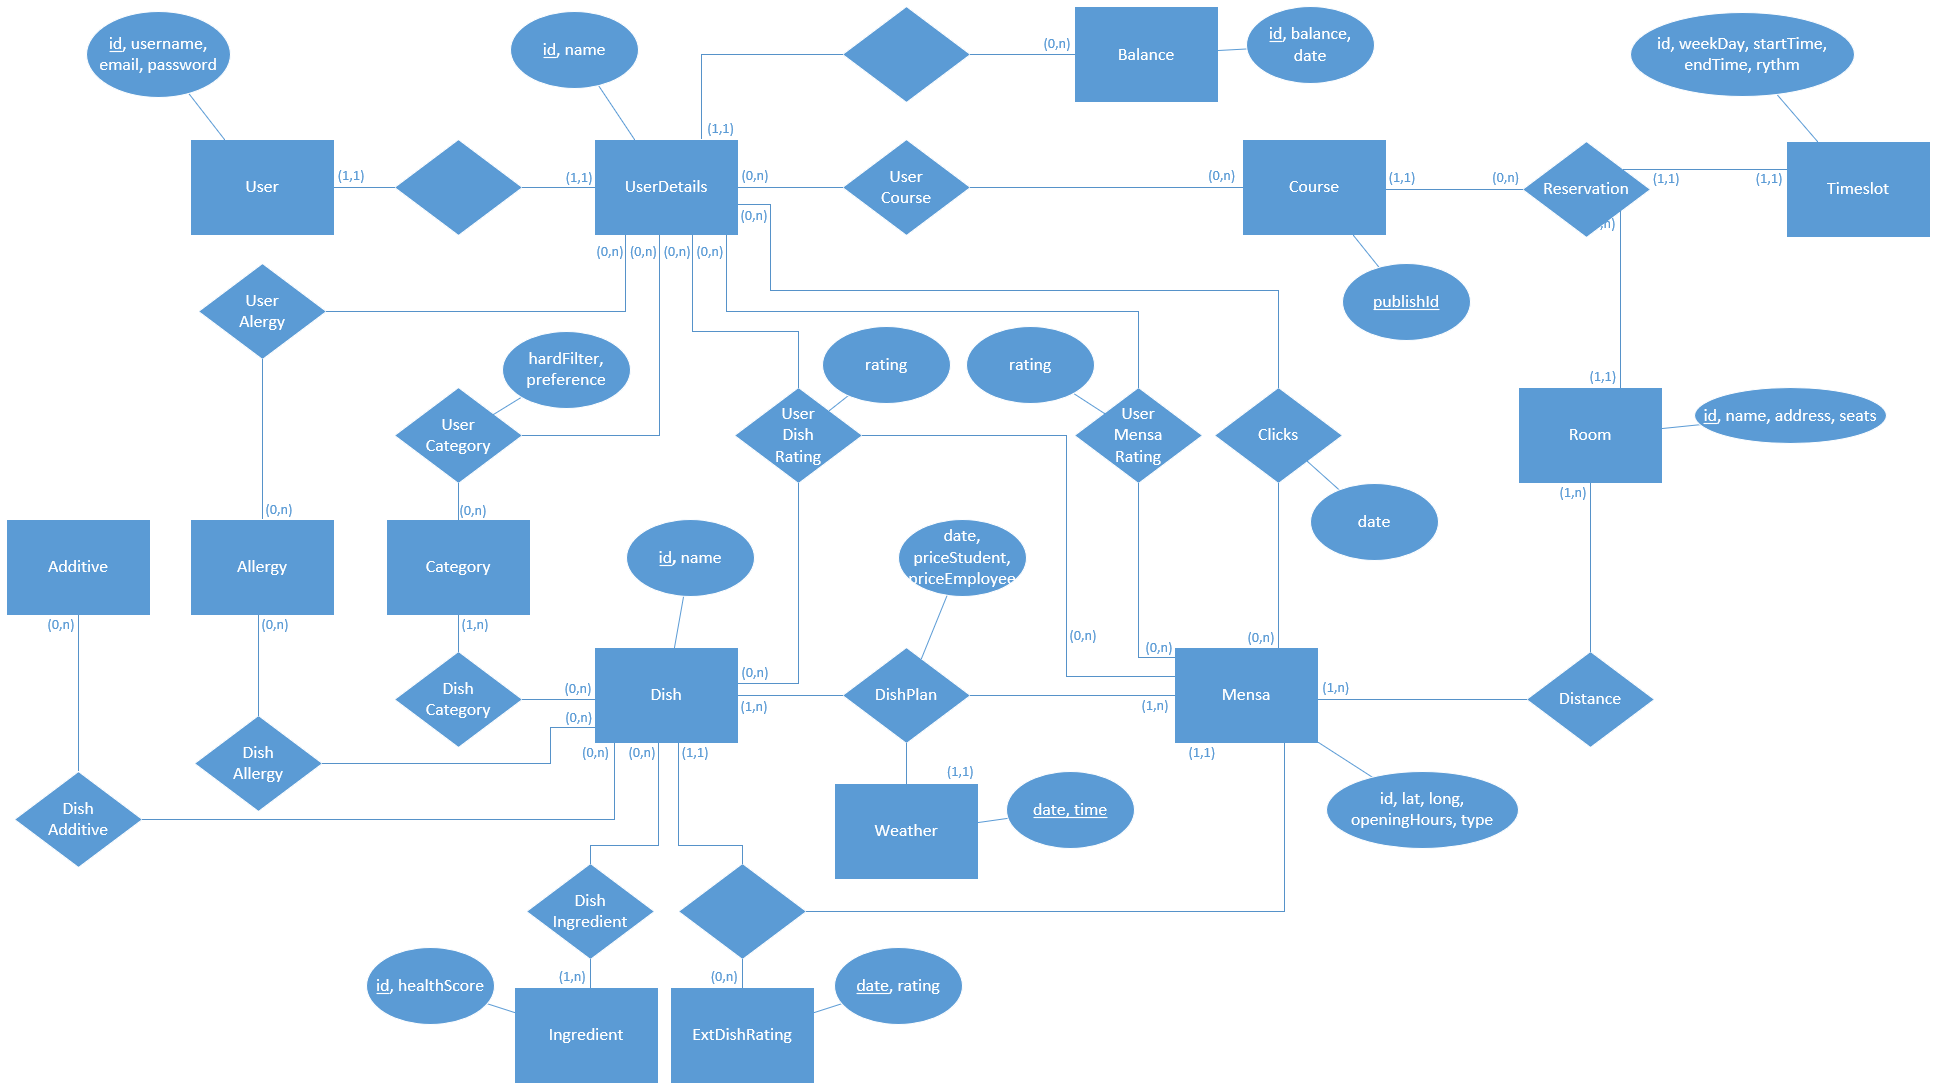 id, username,
email, password
id, name
(0,n)
Balance
id, balance,
date
id, weekDay, startTime,
endTime, rythm
(1,1)
User
(1,1)
(1,1)
UserDetails
(0,n)
User
Course
(0,n)
Course
(1,1)
(0,n)
Reservation
(1,1)
(1,1)
Timeslot
(0,n)
(0,n)
(0,n)
(0,n)
(0,n)
n)
User
Alergy
publishId
hardFilter,
preference
rating
rating
(1,1)
User
Category
User
Dish
Rating
User
Mensa
Rating
Clicks
Room
id, name, address, seats
(1,n)
(0,n)
(0,n)
date
Additive
Allergy
Category
id, name
date,
priceStudent,
priceEmployee
(0,n)
(0,n)
(1,n)
(0,n)
(0,n)
(0,n)
Dish
Category
(0,n)
Dish
(0,n)
(1,n)
DishPlan
(1,n)
Mensa
(1,n)
Distance
(0,n)
(0,n)
(0,n)
(1,1)
(1,1)
Dish
Allergy
(1,1)
Dish
Additive
Weather
date, time
id, lat, long,
openingHours, type
Dish
Ingredient
(1,n)
(0,n)
id, healthScore
date, rating
Ingredient
ExtDishRating